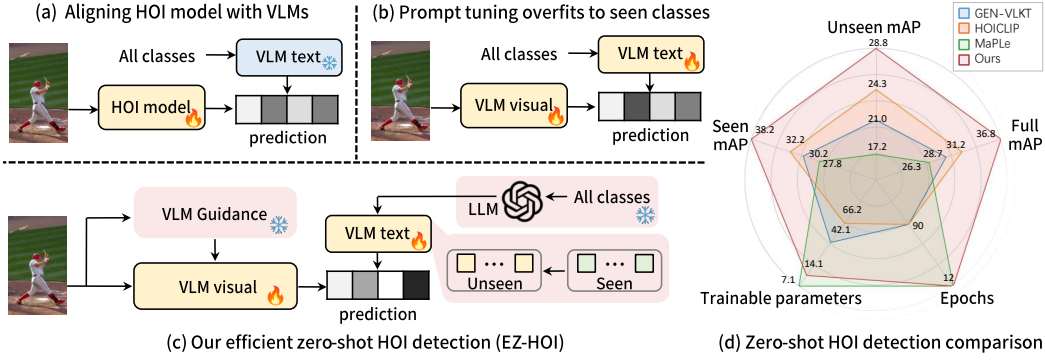 (a) Aligning HOI model with VLMs
All classes
VLM text
HOI model
prediction
(b) Prompt tuning overfits to seen classes
All classes
VLM text
VLM visual
prediction
VLM Guidance
VLM visual
LLM
All classes
VLM text
Unseen
Seen
prediction
(c) Our efficient zero-shot HOI detection (EZ-HOI)
GEN-VLKT
HOICLIP
MaPLe
Ours
Unseen mAP
28.8
24.3
21.0
17.2
Seen
mAP
38.2
32.2
30.2
27.8
Full
mAP
36.8
31.2
28.7
26.3
66.2
42.1
14.1
7.1
90
12
Trainable parameters
Epochs
(d) Zero-shot HOI detection comparison